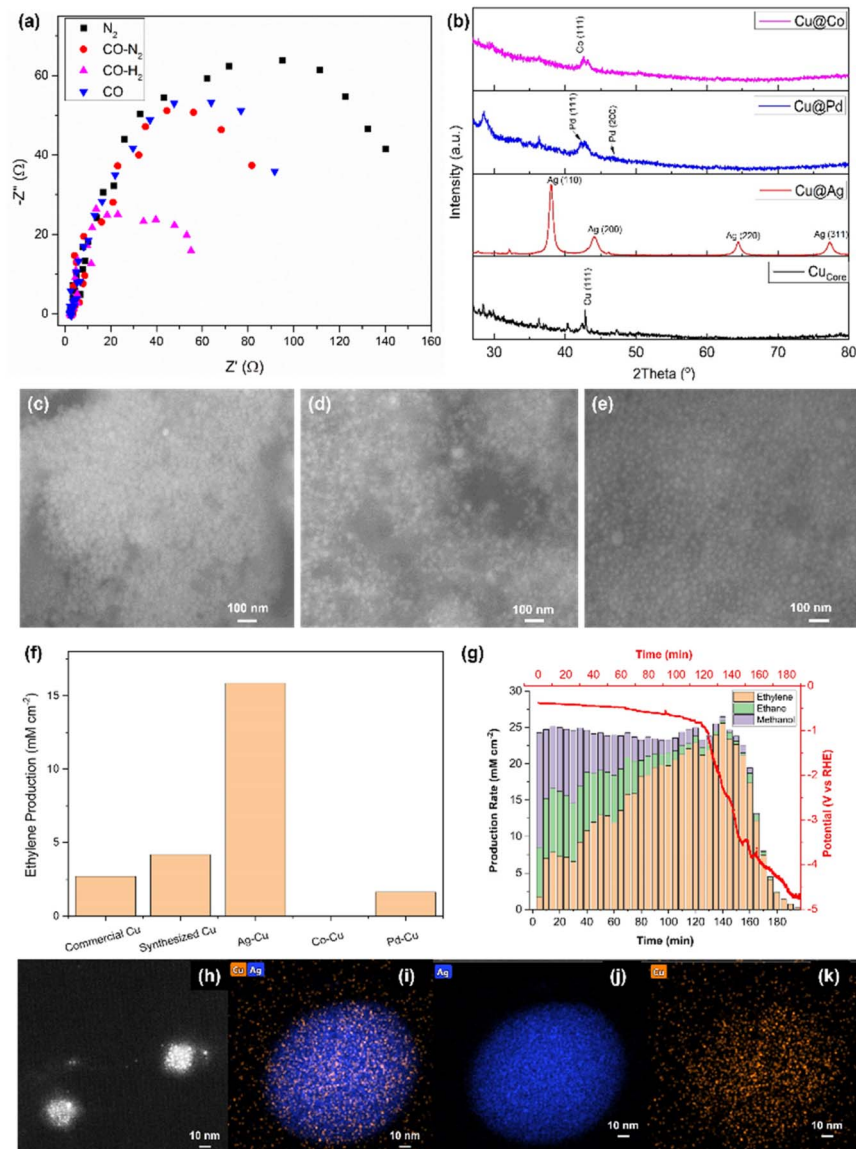 (a)
N₂
CO-N₂
CO-H₂
CO
60
40
20
0
-Z'' (Ω)
0 20 40 60 80 100 120 140 160
Z' (Ω)
(b)
Cu@Co
Co (111)
Cu@Pd
Pd (111)
Pd (200)
Cu@Ag
Ag (110)
Ag (200)
Ag (220)
Ag (311)
Cu (111)
Cu_Core
Intensity (a.u.)
30 40 50 60 70 80
2Theta (°)
(c)
100 nm
(d)
100 nm
(e)
100 nm
(f)
Ethylene Production (mM cm⁻²)
15
10
5
0
Commercial Cu
Synthesized Cu
Ag-Cu
Co-Cu
Pd-Cu
(g)
Time (min)
0 20 40 60 80 100 120 140 160 180
Ethylene
Ethane
Methanol
Production Rate (mM cm⁻²)
30
25
20
15
10
5
0
Potential (V vs RHE)
0
-1
-2
-3
-4
-5
0 20 40 60 80 100 120 140 160 180
Time (min)
(h)
10 nm
Cu Ag
(i)
10 nm
Ag
(j)
10 nm
Cu
(k)
10 nm